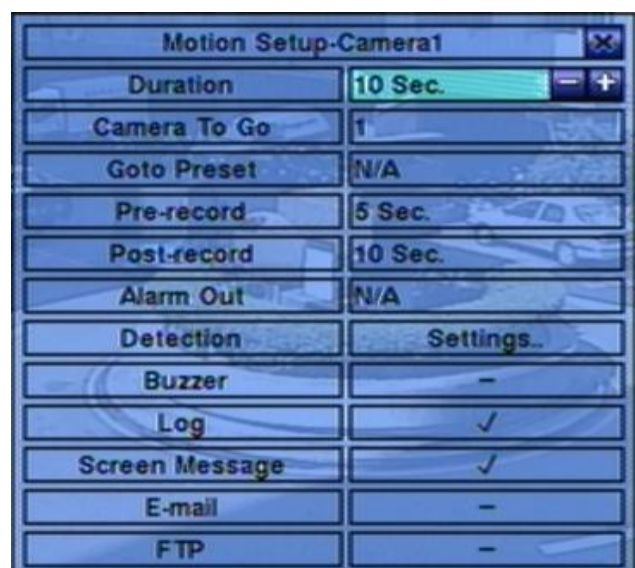 Motion Setup-Camera1
Duration 10 Sec.
Camera To Go 1
Goto Preset N/A
Pre-record 5 Sec.
Post-record 10 Sec.
Alarm Out N/A
Detection Settings..
Buzzer –
Log ✓
Screen Message ✓
E-mail –
FTP –